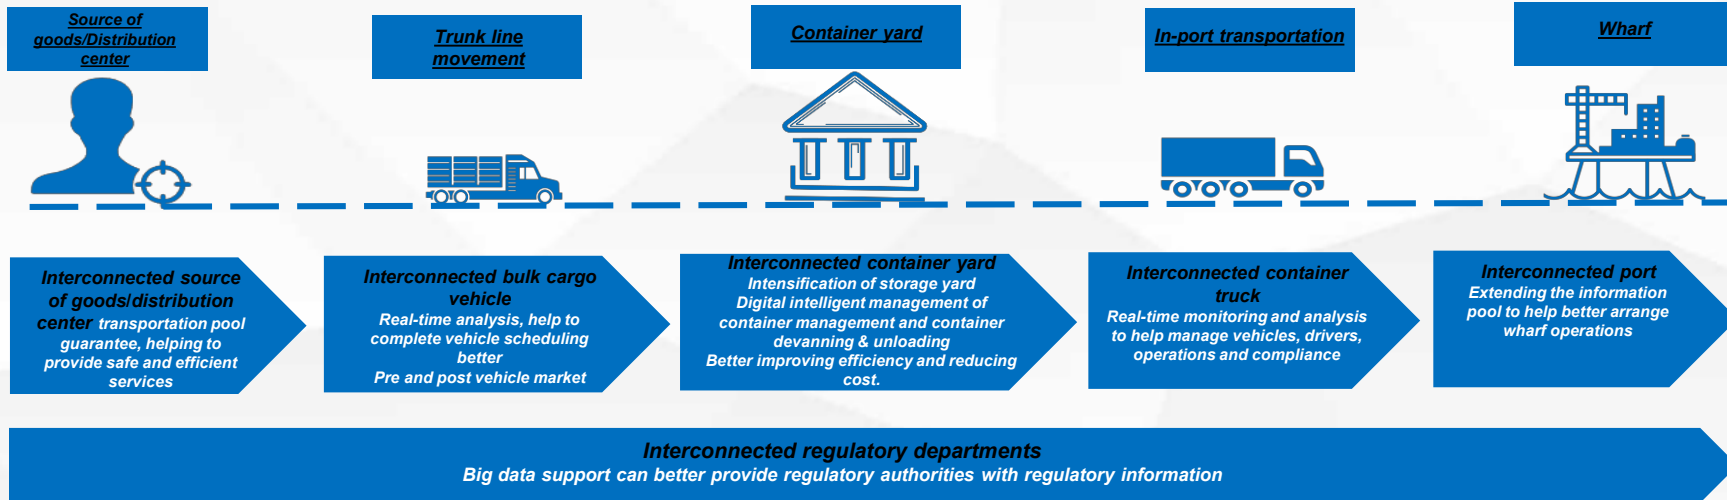 Source of
goods/Distribution
center
Trunk line
movement
Container yard
In-port transportation
Wharf
Interconnected source
of goods/distribution
center transportation pool
guarantee, helping to
provide safe and efficient
services
Interconnected bulk cargo
vehicle
Real-time analysis, help to
complete vehicle scheduling
better
Pre and post vehicle market
Interconnected container yard
Intensification of storage yard
Digital intelligent management of
container management and container
devanning & unloading
Better improving efficiency and reducing
cost.
Interconnected container
truck
Real-time monitoring and analysis
to help manage vehicles, drivers,
operations and compliance
Interconnected port
Extending the information
pool to help better arrange
wharf operations
Interconnected regulatory departments
Big data support can better provide regulatory authorities with regulatory information